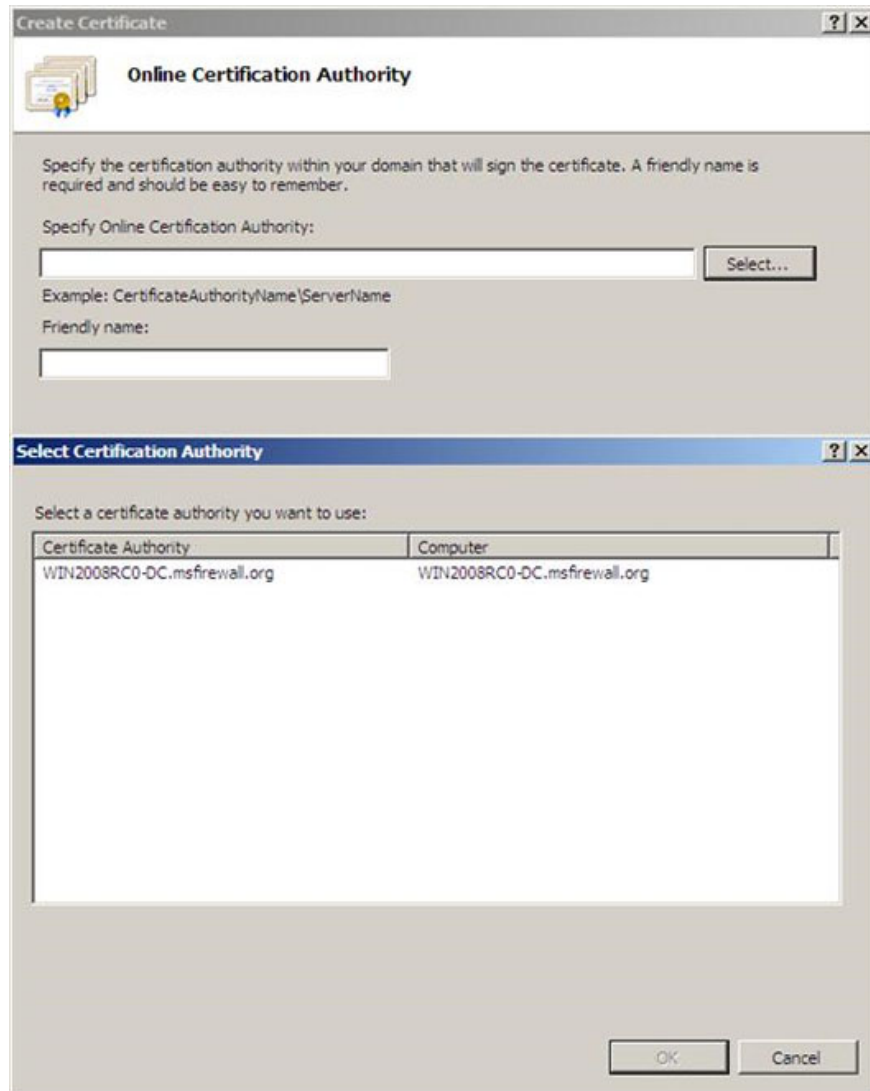 Create Certificate
Online Certification Authority
Specify the certification authority within your domain that will sign the certificate. A friendly name is
required and should be easy to remember.
Specify Online Certification Authority:
Select...
Example: CertificateAuthorityName\ServerName
Friendly name:
Select Certification Authority
Select a certificate authority you want to use:
Certificate Authority Computer
WIN2008RC0-DC.msfirewall.org WIN2008RC0-DC.msfirewall.org
OK Cancel